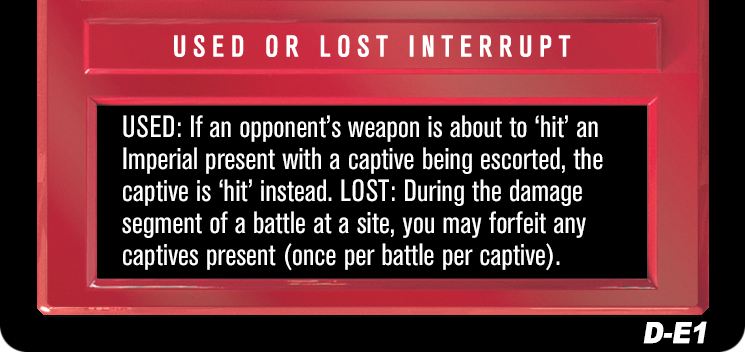 USED OR LOST INTERRUPT
USED: If an opponent’s weapon is about to ‘hit’ an
Imperial present with a captive being escorted, the
captive is ‘hit’ instead. LOST: During the damage
segment of a battle at a site, you may forfeit any
captives present (once per battle per captive).
D-E1